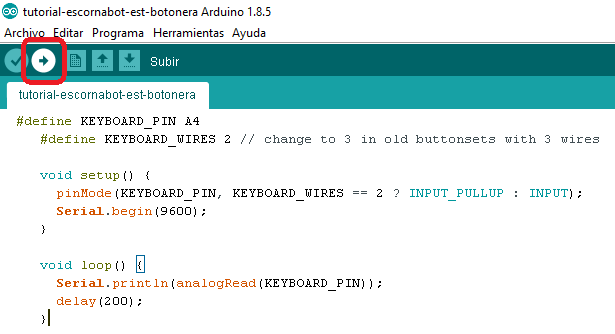 tutorial-escornabot-est-botonera Arduino 1.8.5
Archivo Editar Programa Herramientas Ayuda
Subir
tutorial-escornabot-est-botonera
#define KEYBOARD_PIN A4
#define KEYBOARD_WIRES 2 // change to 3 in old buttonsets with 3 wires
void setup() {
pinMode(KEYBOARD_PIN, KEYBOARD_WIRES == 2 ? INPUT_PULLUP : INPUT);
Serial.begin(9600);
}
void loop() {
Serial.println(analogRead(KEYBOARD_PIN));
delay(200);
}